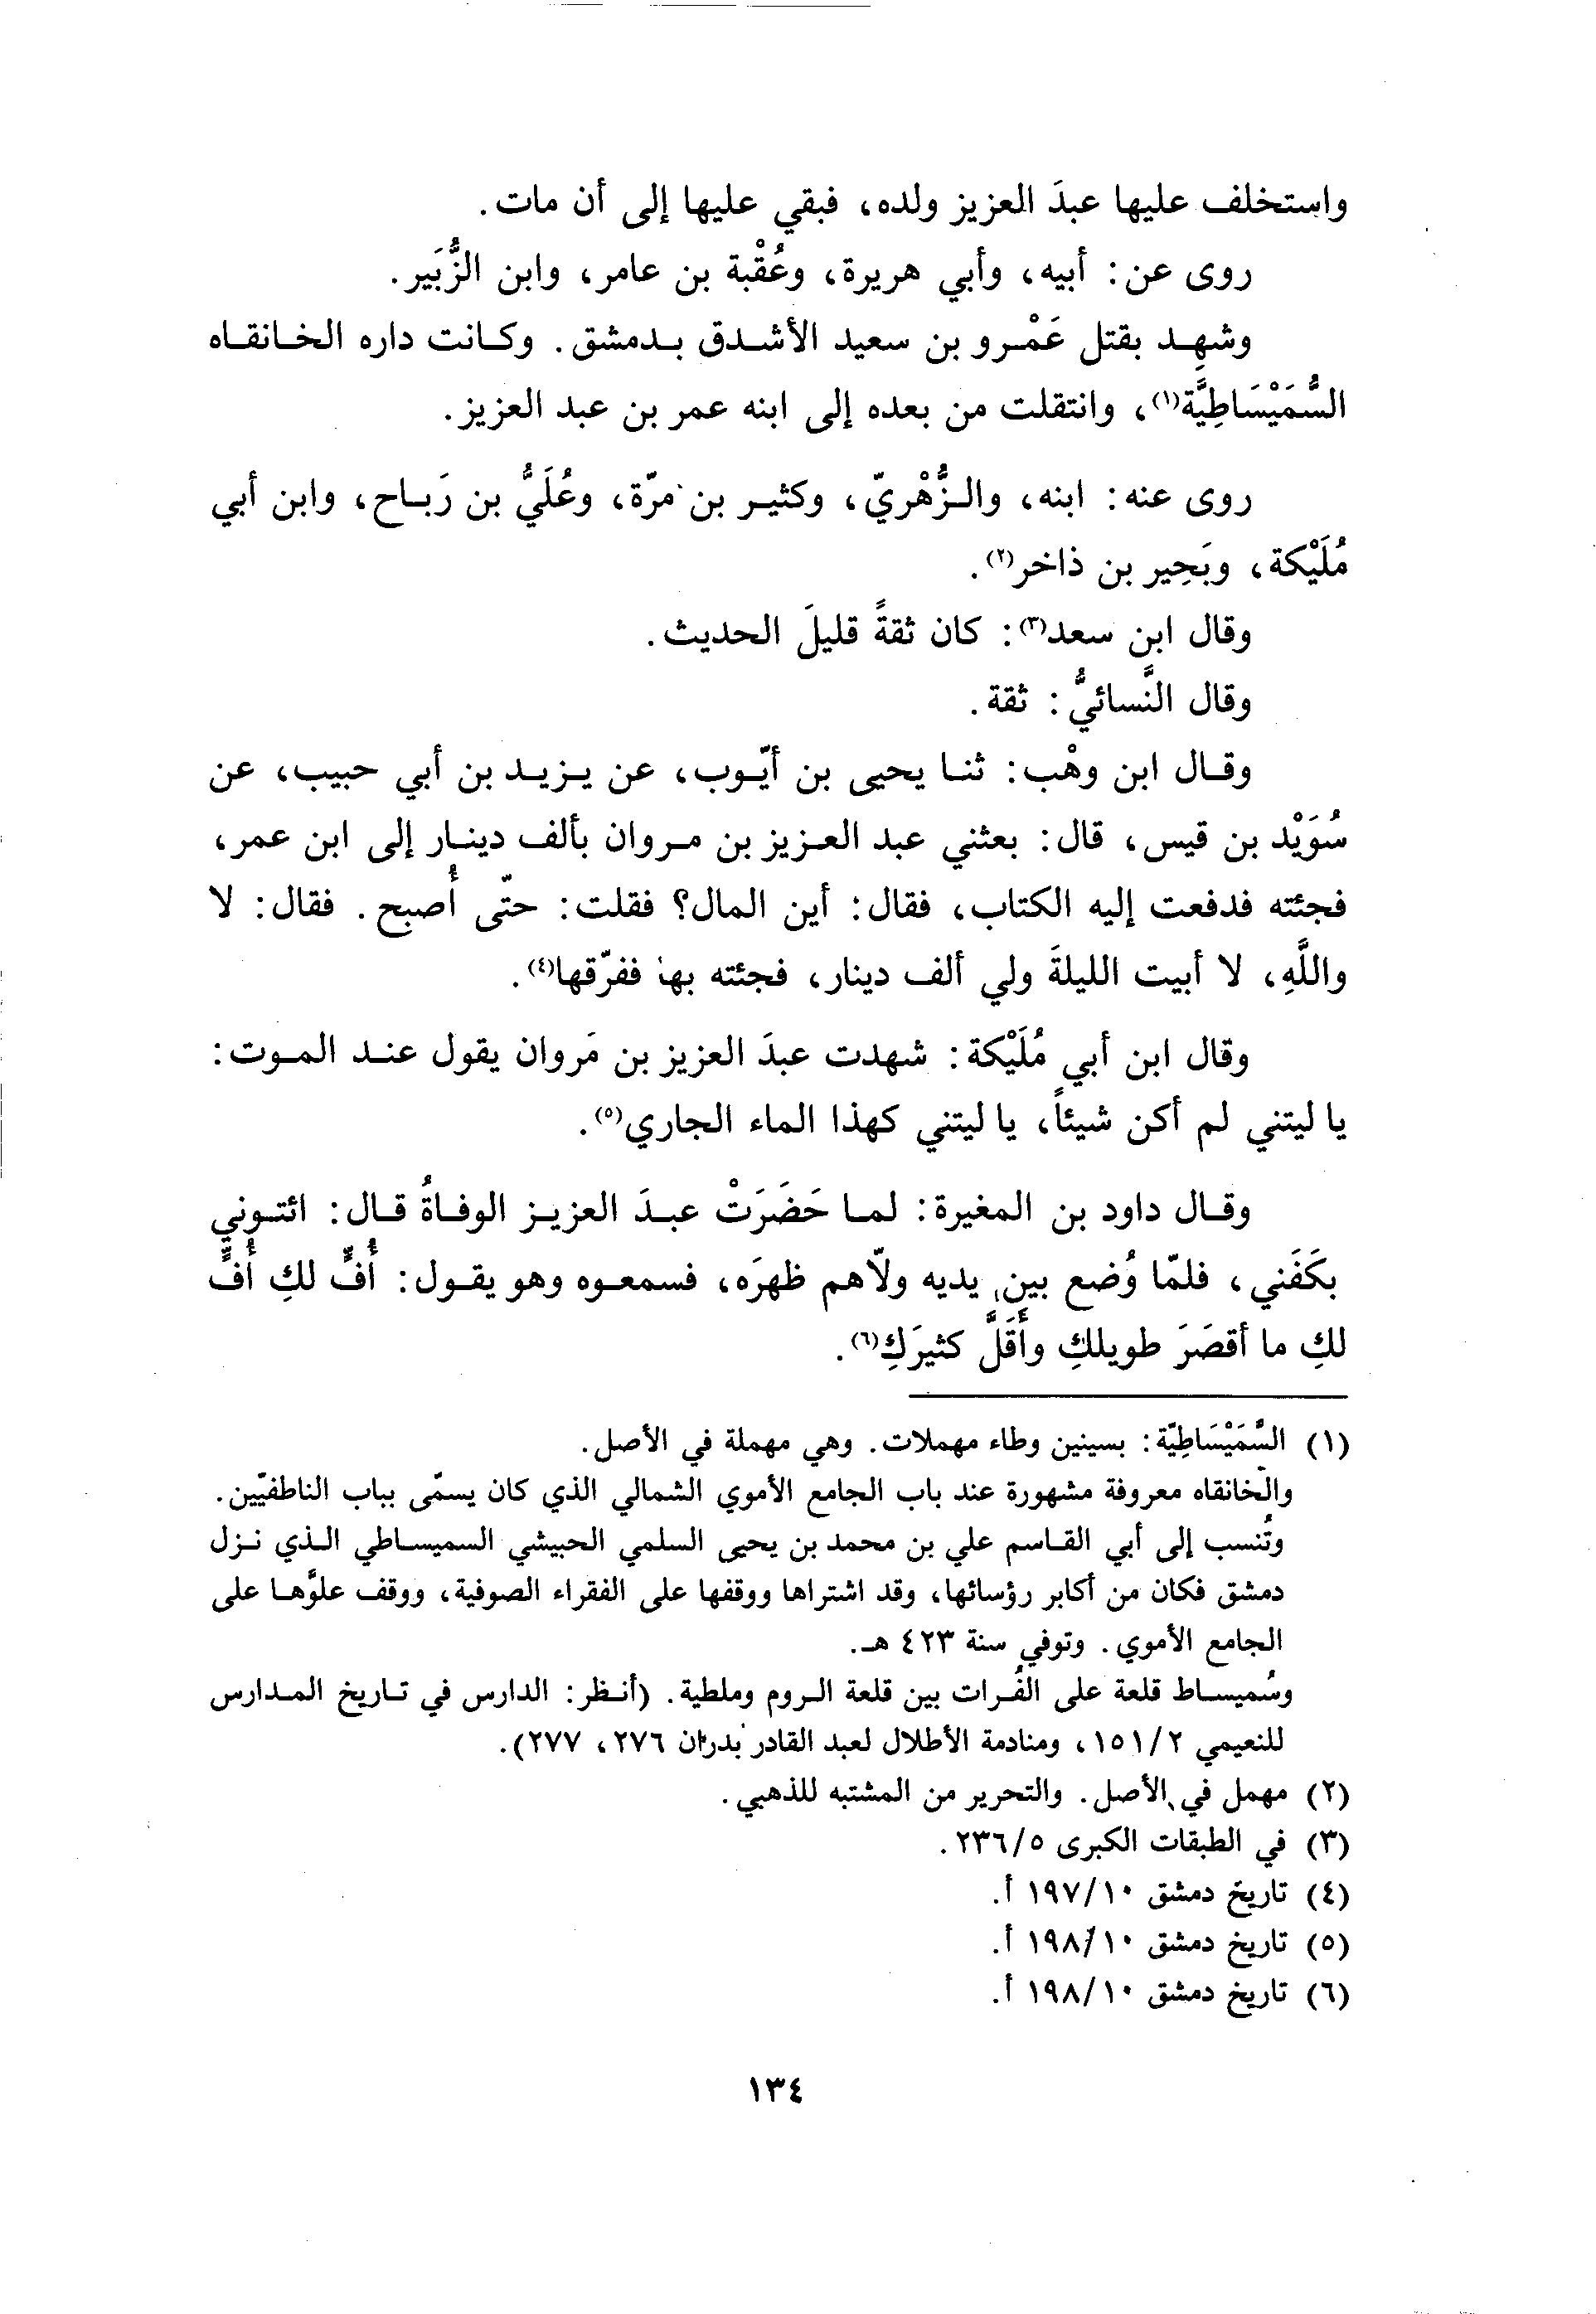 واستخلف عليها عبدَ العزيز ولده، فبقي عليها إلى أن مات.
روى عن: أبيه، وأبي هريرة، وعُقْبة بن عامر، وابن الزُّبَير.
وشهِد بقتل عَمْرو بن سعيد الأشدق بدمشق. وكانت داره الخانقاه
السُّمَيْسَاطِيَّة(١)، وانتقلت من بعده إلى ابنه عمر بن عبد العزيز.
روى عنه: ابنه، والزُّهْريّ، وكثير بن مرّة، وعُلَيُّ بن رَباح، وابن أبي
مُلَيْكة، وبَحِير بن ذاخر(٢).
وقال ابن سعد(٣): كان ثقةً قليلَ الحديث.
وقال النَّسائيُّ: ثقة.
وقال ابن وهْب: ثنا يحيى بن أيّوب، عن يزيد بن أبي حبيب، عن
سُوَيْد بن قيس، قال: بعثني عبد العزيز بن مروان بألف دينار إلى ابن عمر،
فجئته فدفعت إليه الكتاب، فقال: أين المال؟ فقلت: حتّى أُصبح. فقال: لا
واللَّهِ، لا أبيت الليلةَ ولي ألف دينار، فجئته بها ففرّقها(٤).
وقال ابن أبي مُلَيْكة: شهدت عبدَ العزيز بن مَروان يقول عند الموت:
يا ليتني لم أكن شيئاً، يا ليتني كهذا الماء الجاري(٥).
وقال داود بن المغيرة: لما حَضَرَتْ عبدَ العزيز الوفاةُ قال: ائتوني
بكَفَني، فلمّا وُضع بين يديه ولّاهم ظهرَه، فسمعوه وهو يقول: أُفٍّ لكِ أُفٍّ
لكِ ما أقصَرَ طويلكِ وأَقَلَّ كثيرَكِ(٦).
(١) السُّمَيْسَاطِيّة: بسينين وطاء مهملات. وهي مهملة في الأصل.
والخانقاه معروفة مشهورة عند باب الجامع الأموي الشمالي الذي كان يسمّى بباب الناطفيّين.
وتُنسب إلى أبي القاسم علي بن محمد بن يحيى السلمي الحبيشي السميساطي الذي نزل
دمشق فكان من أكابر رؤسائها، وقد اشتراها ووقفها على الفقراء الصوفية، ووقف علوَّها على
الجامع الأموي. وتوفي سنة ٤٢٣ هـ.
وسُميساط قلعة على الفُرات بين قلعة الروم وملطية. (أنظر: الدارس في تاريخ المدارس
للنعيمي ١٥١/٢، ومنادمة الأطلال لعبد القادر بدران ٢٧٦، ٢٧٧).
(٢) مهمل في الأصل. والتحرير من المشتبه للذهبي.
(٣) في الطبقات الكبرى ٢٣٦/٥.
(٤) تاريخ دمشق ١٩٧/١٠ أ.
(٥) تاريخ دمشق ١٩٨/١٠ أ.
(٦) تاريخ دمشق ١٩٨/١٠ أ.
١٣٤